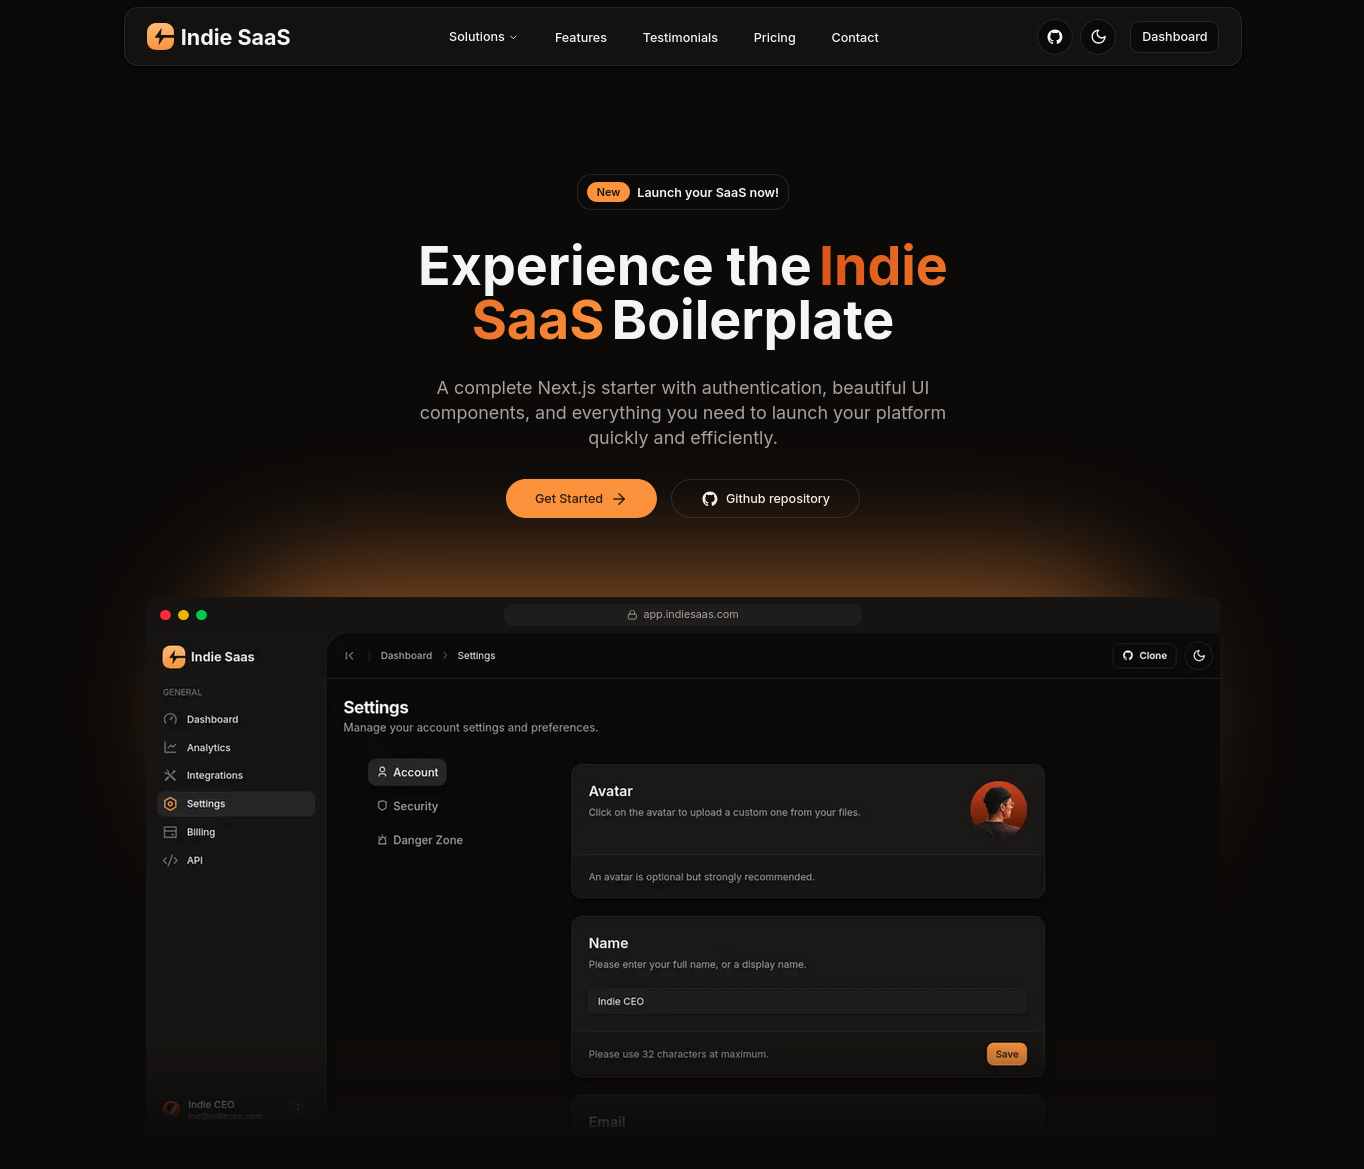 Indie SaaS
Solutions
Features
Testimonials
Pricing
Contact
Dashboard
New Launch your SaaS now!
Experience the Indie
SaaS Boilerplate
A complete Next.js starter with authentication, beautiful UI
components, and everything you need to launch your platform
quickly and efficiently.
Get Started
Github repository
app.indiesaas.com
Indie Saas
GENERAL
Dashboard
Analytics
Integrations
Settings
Billing
API
Indie CEO
me@indieceo.com
Dashboard > Settings
Clone
Settings
Manage your account settings and preferences.
Account
Security
Danger Zone
Avatar
Click on the avatar to upload a custom one from your files.
An avatar is optional but strongly recommended.
Name
Please enter your full name, or a display name.
Indie CEO
Please use 32 characters at maximum.
Save
Email